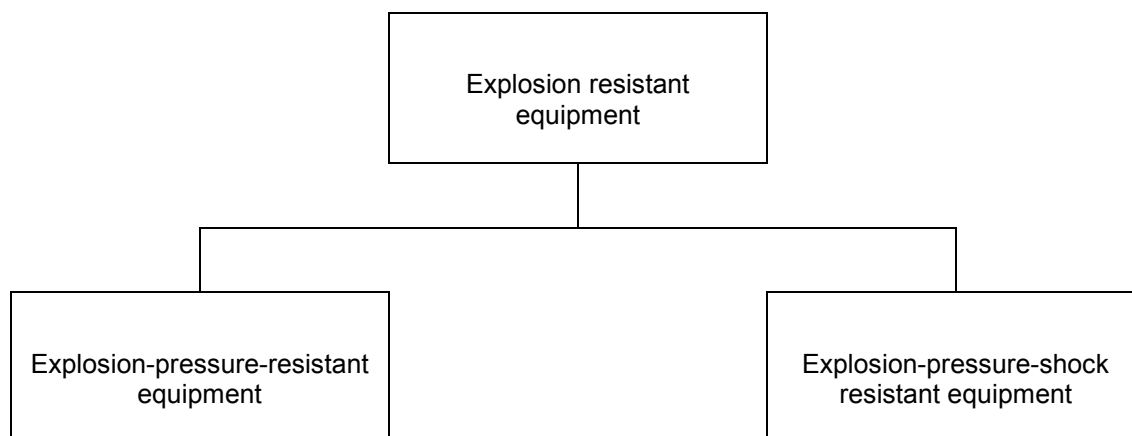 Explosion resistant
equipment
Explosion-pressure-resistant
equipment
Explosion-pressure-shock
resistant equipment